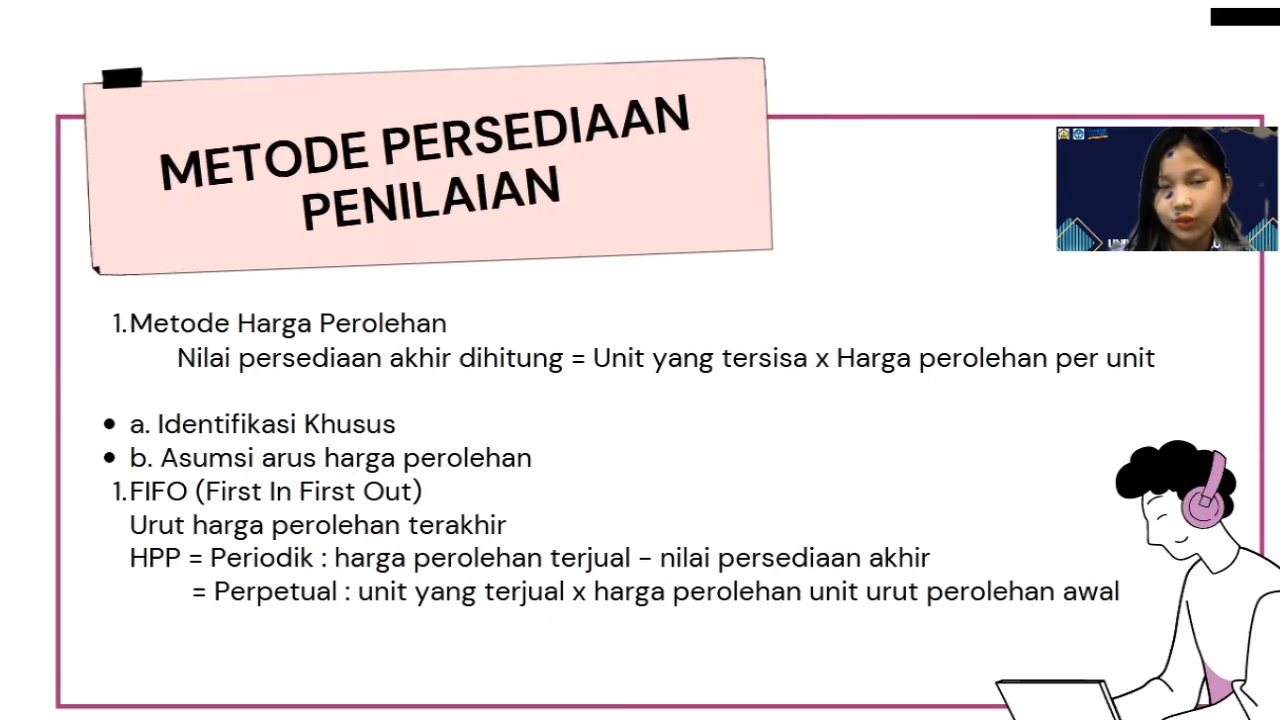 METODE PERSEDIAAN
PENILAIAN
1.Metode Harga Perolehan
Nilai persediaan akhir dihitung = Unit yang tersisa x Harga perolehan per unit
• a. Identifikasi Khusus
• b. Asumsi arus harga perolehan
1.FIFO (First In First Out)
Urut harga perolehan terakhir
HPP = Periodik : harga perolehan terjual - nilai persediaan akhir
= Perpetual : unit yang terjual x harga perolehan unit urut perolehan awal